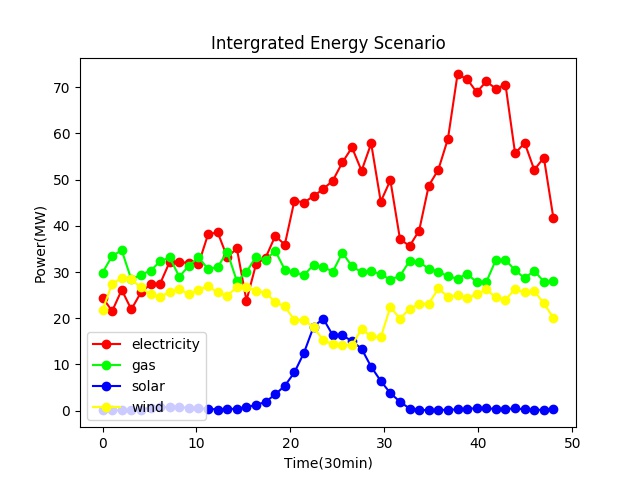 Intergrated Energy Scenario
Power(MW)
70
60
50
40
30
20
10
0
electricity
gas
solar
wind
0 10 20 30 40 50
Time(30min)